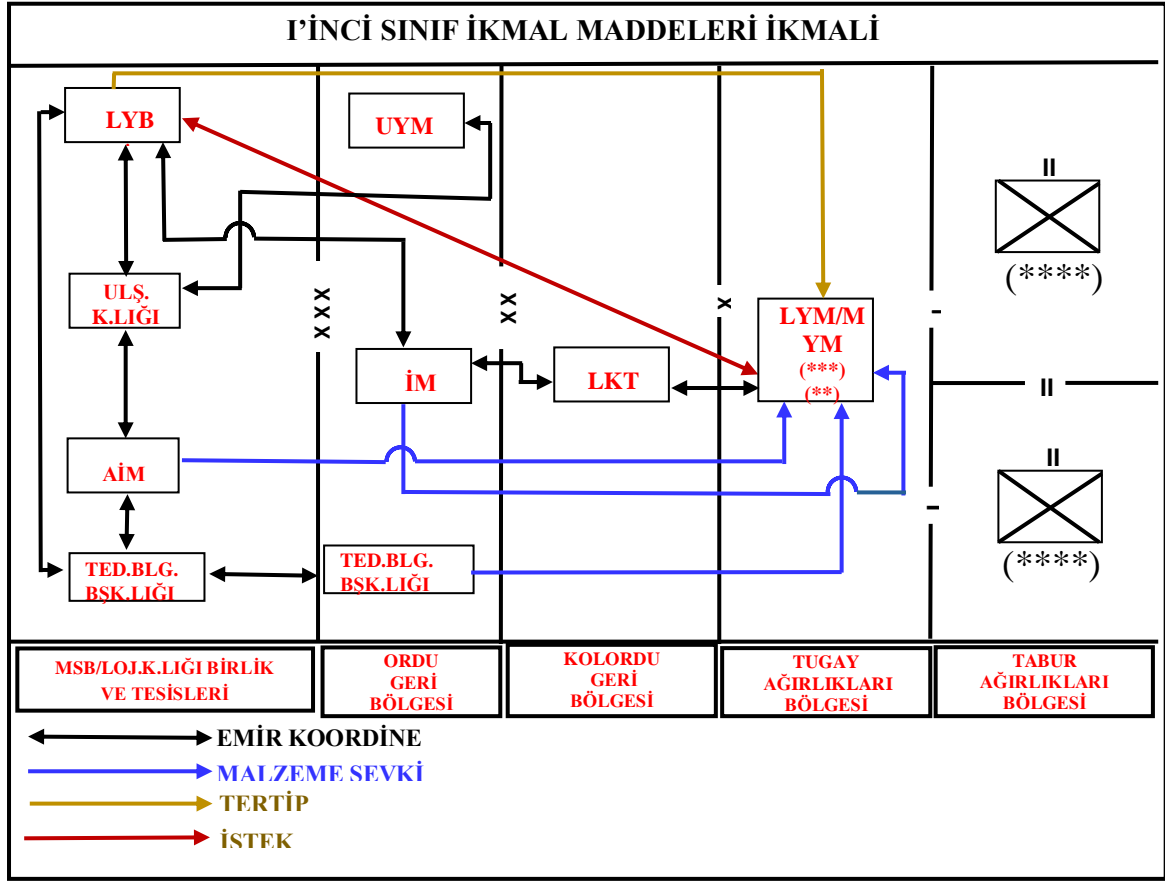 I'İNCİ SINIF İKMAL MADDELERİ İKMALİ
LYB
UYM
II
(****)
ULŞ.
K.LIĞI
XXX
XX
X
I
LYM/M
YM
(***)
(**)
İM
LKT
II
AİM
II
I
(****)
TED.BLG.
BŞK.LIĞI
TED.BLG.
BŞK.LIĞI
MSB/LOJ.K.LIĞI BİRLİK
VE TESİSLERİ
ORDU
GERİ
BÖLGESİ
KOLORDU
GERİ
BÖLGESİ
TUGAY
AĞIRLIKLARI
BÖLGESİ
TABUR
AĞIRLIKLARI
BÖLGESİ
EMİR KOORDİNE
MALZEME SEVKİ
TERTİP
İSTEK